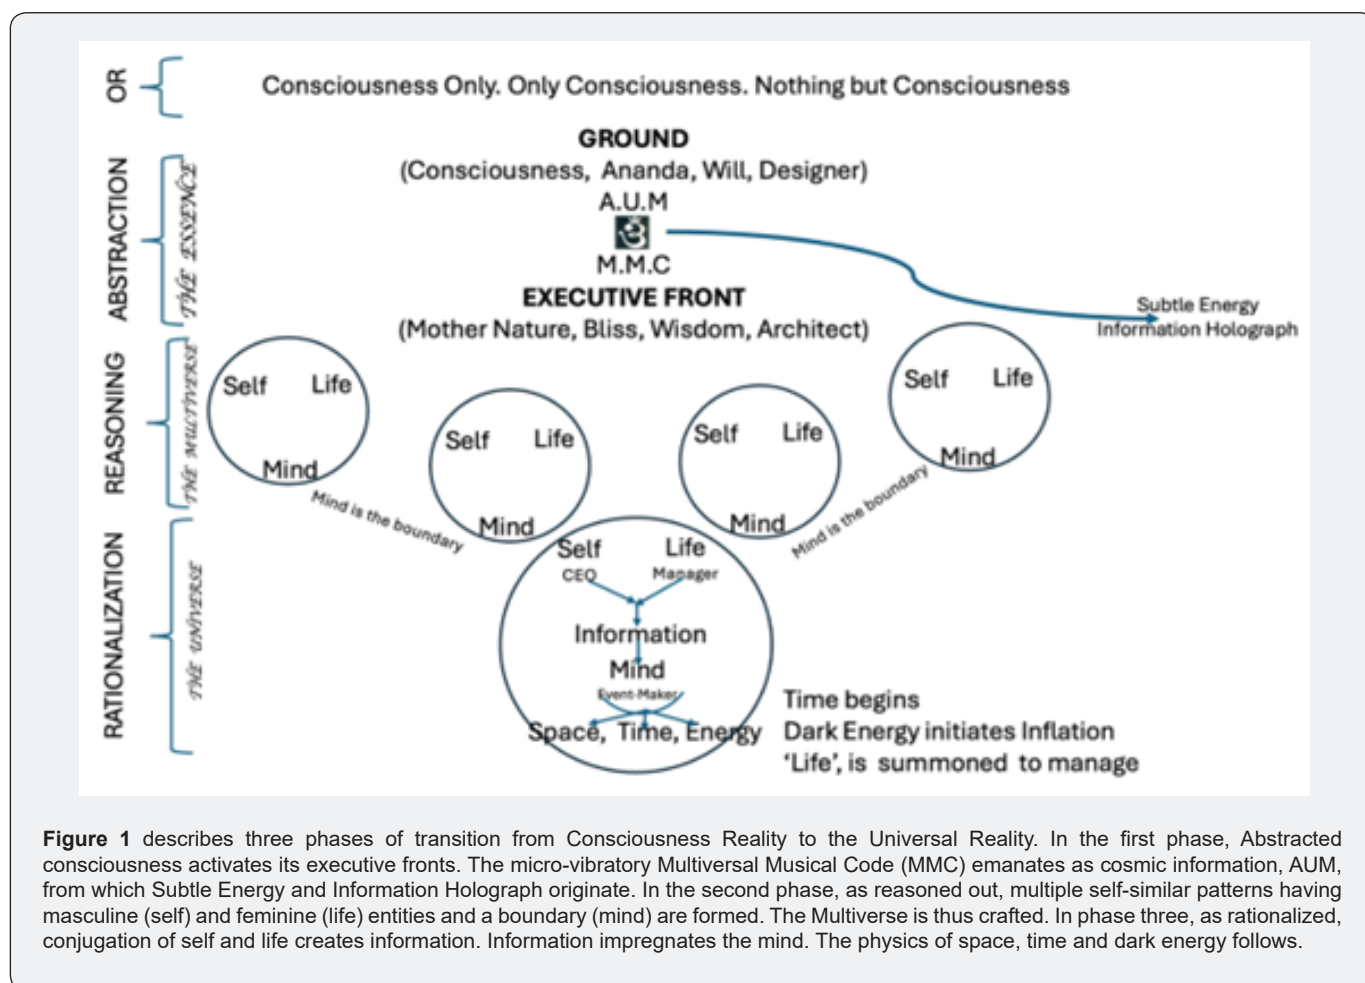 OR
Consciousness Only. Only Consciousness. Nothing but Consciousness
ABSTRACTION
THE ESSENCE
GROUND
(Consciousness, Ananda, Will, Designer)
A.U.M
ॐ
M.M.C
EXECUTIVE FRONT
(Mother Nature, Bliss, Wisdom, Architect)
Subtle Energy
Information Holograph
REASONING
THE MULTIVERSE
Self Life
Mind
Self Life
Mind
Self Life
Mind
Self Life
Mind
Mind is the boundary
Mind is the boundary
RATIONALIZATION
THE UNIVERSE
Self Life
CEO Manager
Information
Mind
Event-Maker
Space, Time, Energy
Time begins
Dark Energy initiates Inflation
‘Life’, is summoned to manage
Figure 1 describes three phases of transition from Consciousness Reality to the Universal Reality. In the first phase, Abstracted
consciousness activates its executive fronts. The micro-vibratory Multiversal Musical Code (MMC) emanates as cosmic information, AUM,
from which Subtle Energy and Information Holograph originate. In the second phase, as reasoned out, multiple self-similar patterns having
masculine (self) and feminine (life) entities and a boundary (mind) are formed. The Multiverse is thus crafted. In phase three, as rationalized,
conjugation of self and life creates information. Information impregnates the mind. The physics of space, time and dark energy follows.